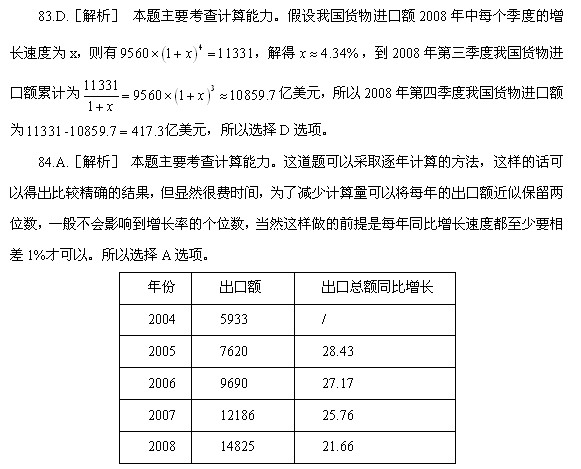 83.D.［解析］ 本题主要考查计算能力。假设我国货物进口额 2008 年中每个季度的增
长速度为 x，则有 9560×(1+x)⁴=11331，解得 x≈4.34%，到 2008 年第三季度我国货物进
口额累计为 11331/(1+x) = 9560×(1+x)³≈10859.7 亿美元，所以 2008 年第四季度我国货物进口额
为 11331-10859.7 = 417.3亿美元，所以选择 D 选项。
84.A.［解析］ 本题主要考查计算能力。这道题可以采取逐年计算的方法，这样的话可
以得出比较精确的结果，但显然很费时间，为了减少计算量可以将每年的出口额近似保留两
位数，一般不会影响到增长率的个位数，当然这样做的前提是每年同比增长速度都至少要相
差 1%才可以。所以选择 A 选项。
年份 出口额 出口总额同比增长
2004 5933 /
2005 7620 28.43
2006 9690 27.17
2007 12186 25.76
2008 14825 21.66